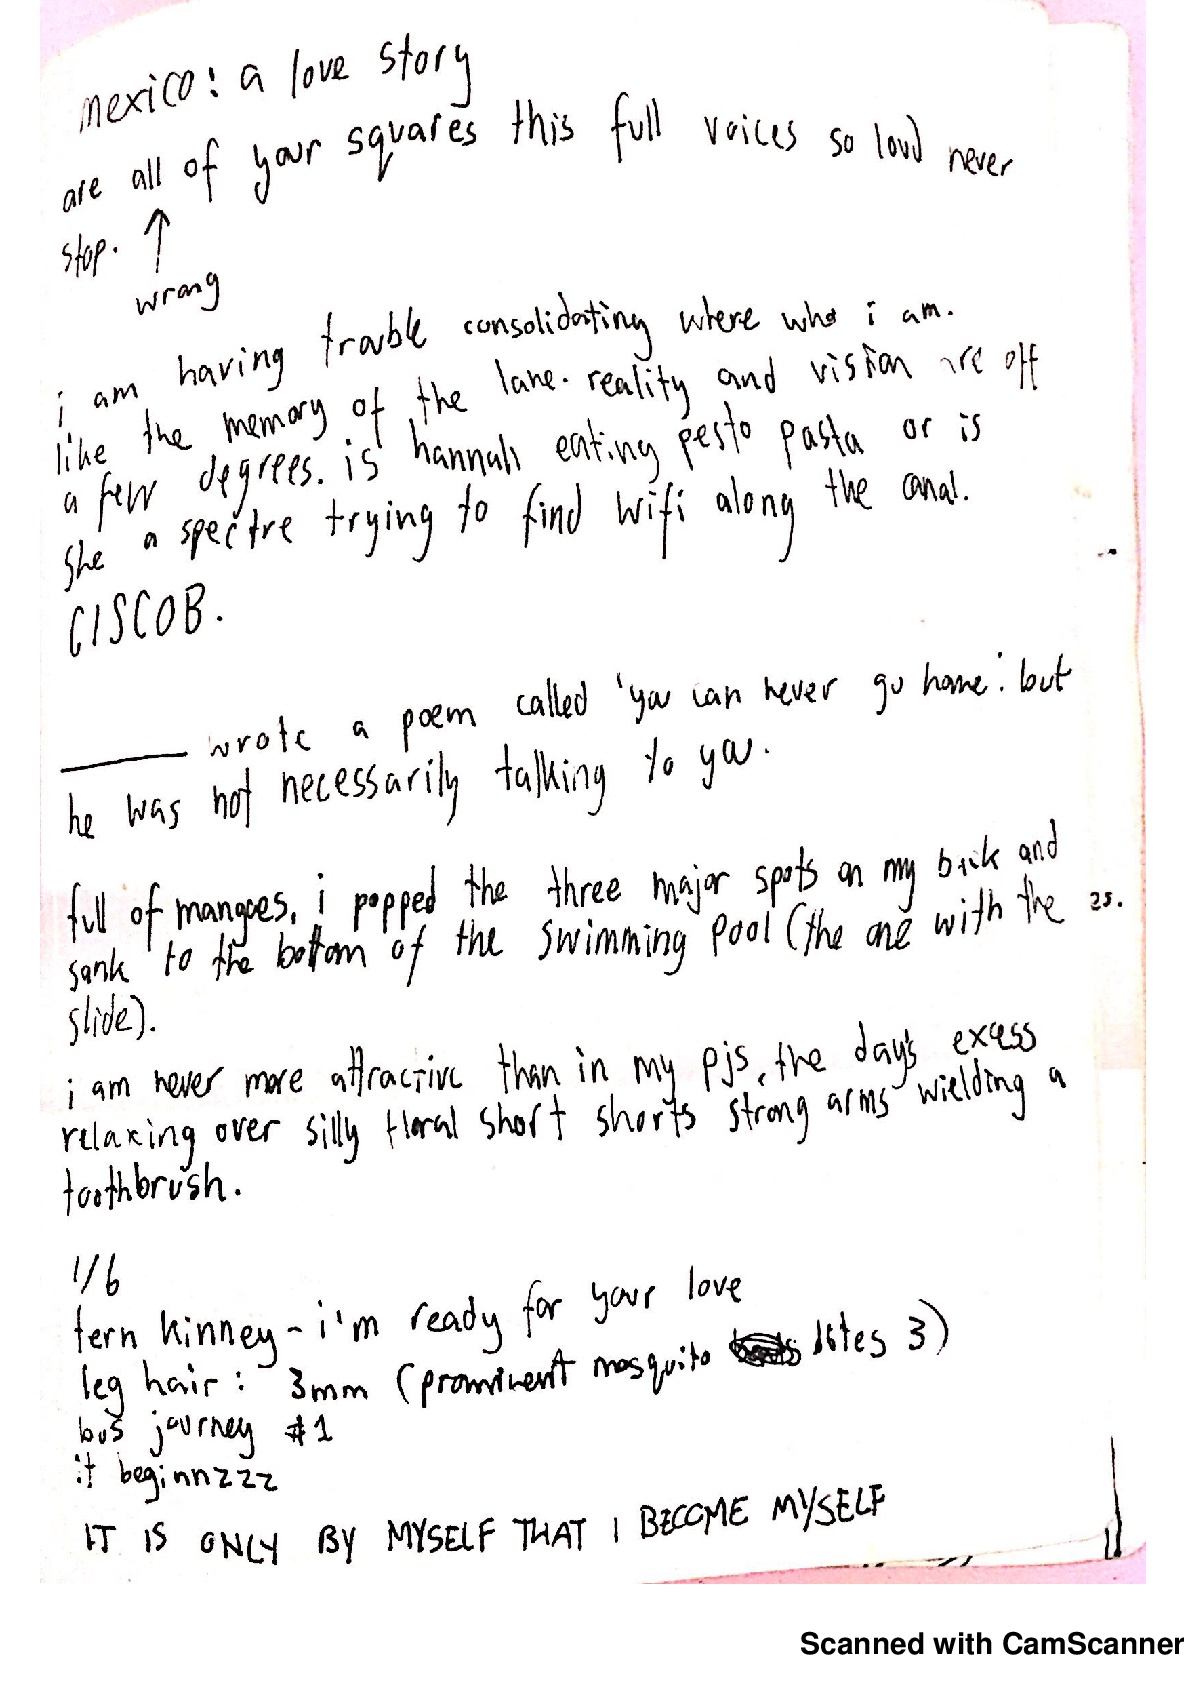 mexico: a love story
are all of your squares this full voices so loud never
stop. ↑
wrong
i am having trouble consolidating where who i am.
like the memory of the lane. reality and vision are off
a few degrees. is hannah eating pesto pasta or is
she a spectre trying to find wifi along the canal.
CISCOB.
______ wrote a poem called 'you can never go home'. but
he was not necessarily talking to you.
full of mangoes, i popped the three major spots on my back and
sank to the bottom of the swimming pool (the one with the 25.
slide).
i am never more attractive than in my pjs, the day's excess
relaxing over silly floral short shorts strong arms wielding a
toothbrush.
1/6
fern kinney - i'm ready for your love
leg hair: 3mm (prominent mosquito bites 3)
bus journey #1
it beginnzzz
IT IS ONLY BY MYSELF THAT I BECOME MYSELF
Scanned with CamScanner